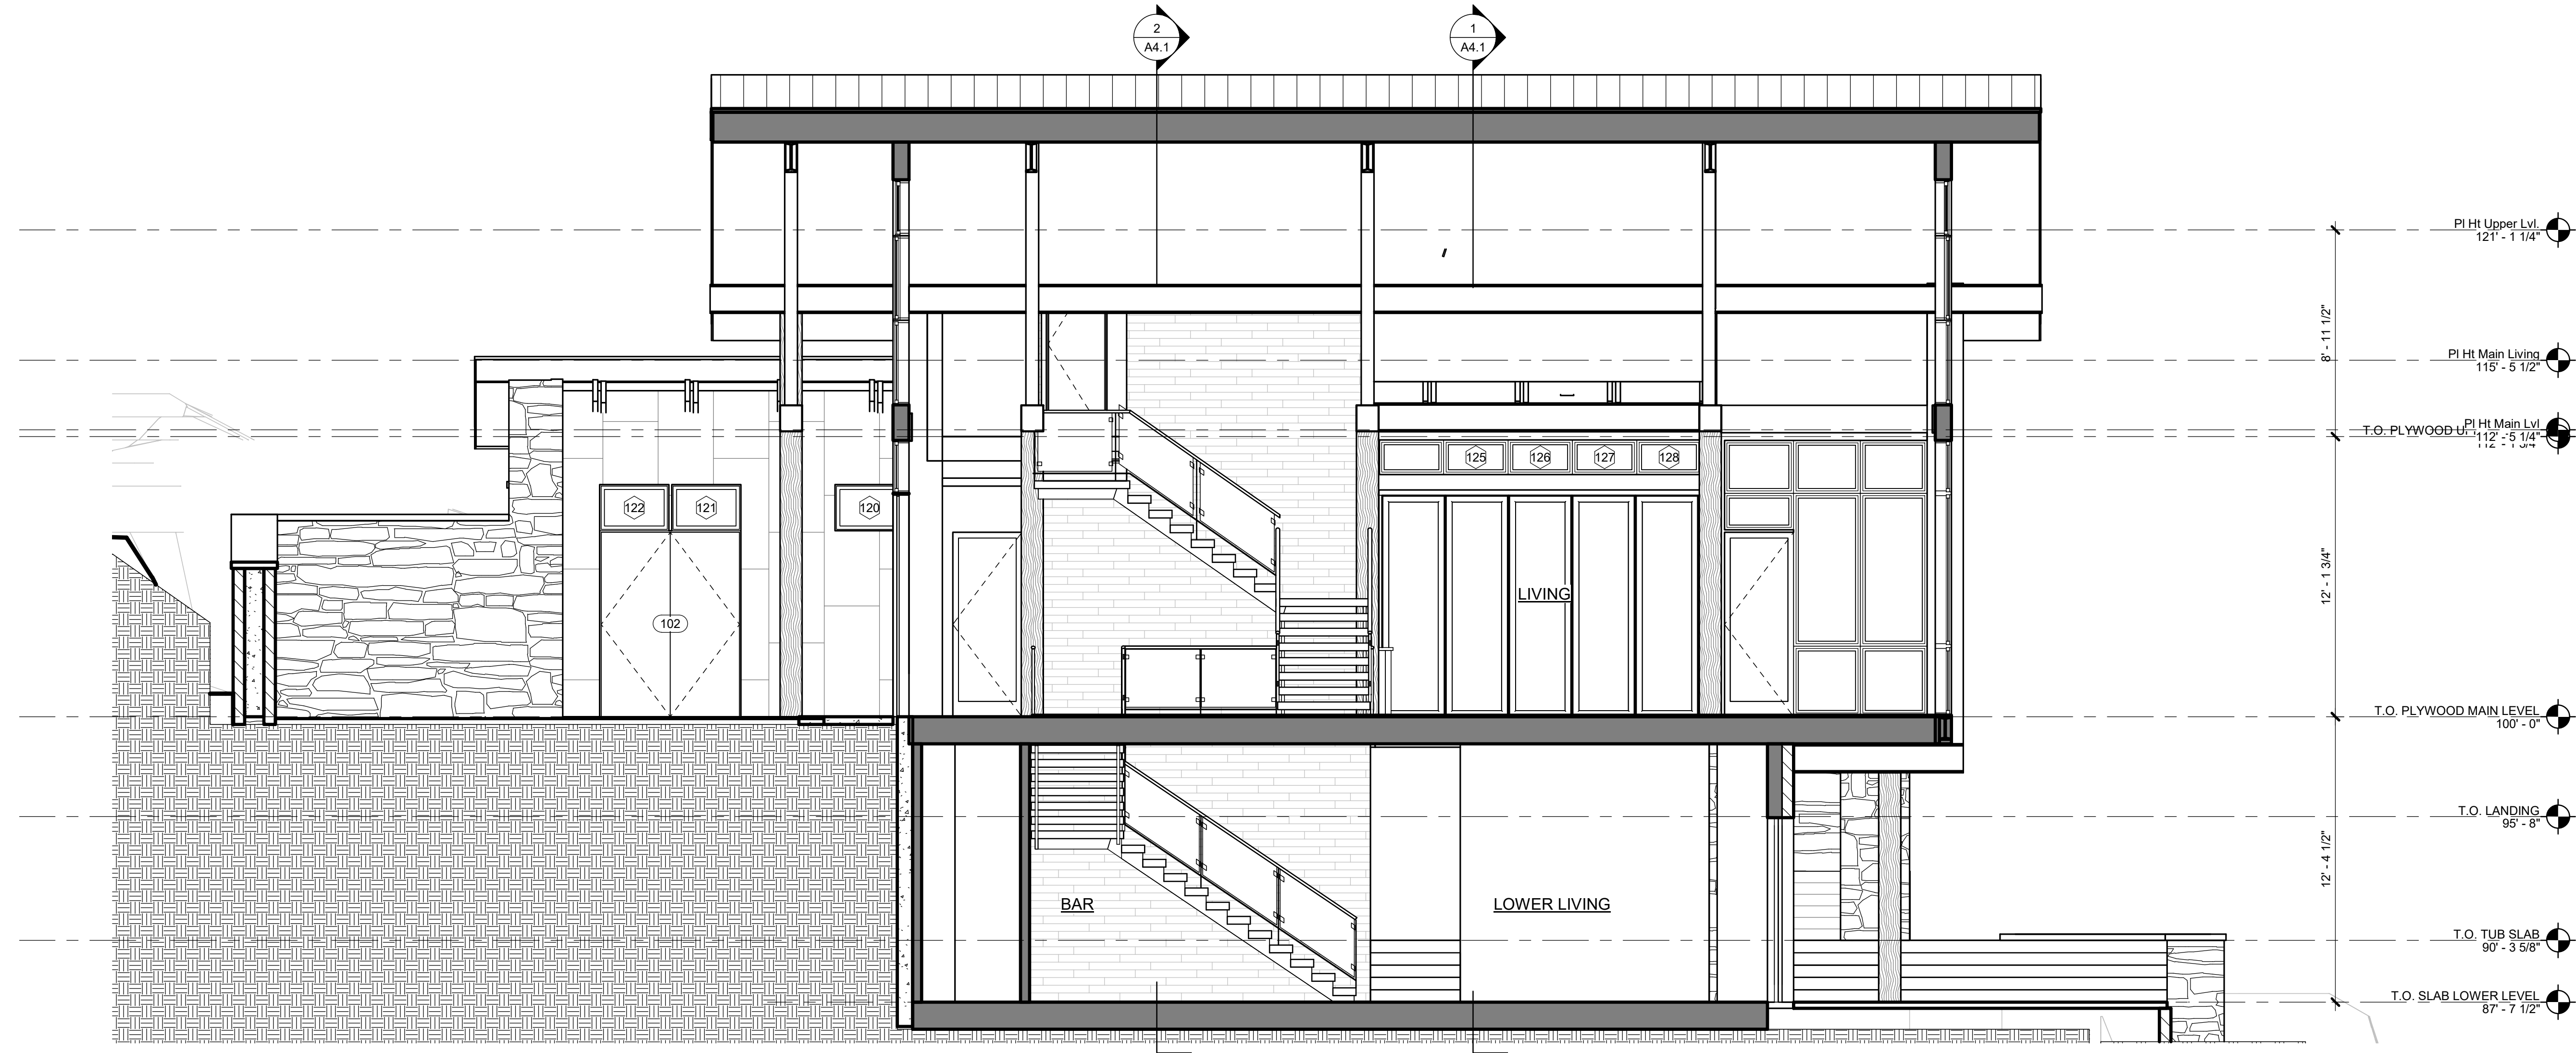 2
A4.1
1
A4.1
Pl Ht Upper Lvl.
121' - 1 1/4"
8' - 11 1/2"
Pl Ht Main Living
115' - 5 1/2"
Pl Ht Main Lvl
T.O. PLYWOOD
112' - 5 1/4"
125
126
127
128
122
121
120
12' - 1 3/4"
LIVING
102
T.O. PLYWOOD MAIN LEVEL
100' - 0"
T.O. LANDING
95' - 8"
12' - 4 1/2"
BAR
LOWER LIVING
T.O. TUB SLAB
90' - 3 5/8"
T.O. SLAB LOWER LEVEL
87' - 7 1/2"